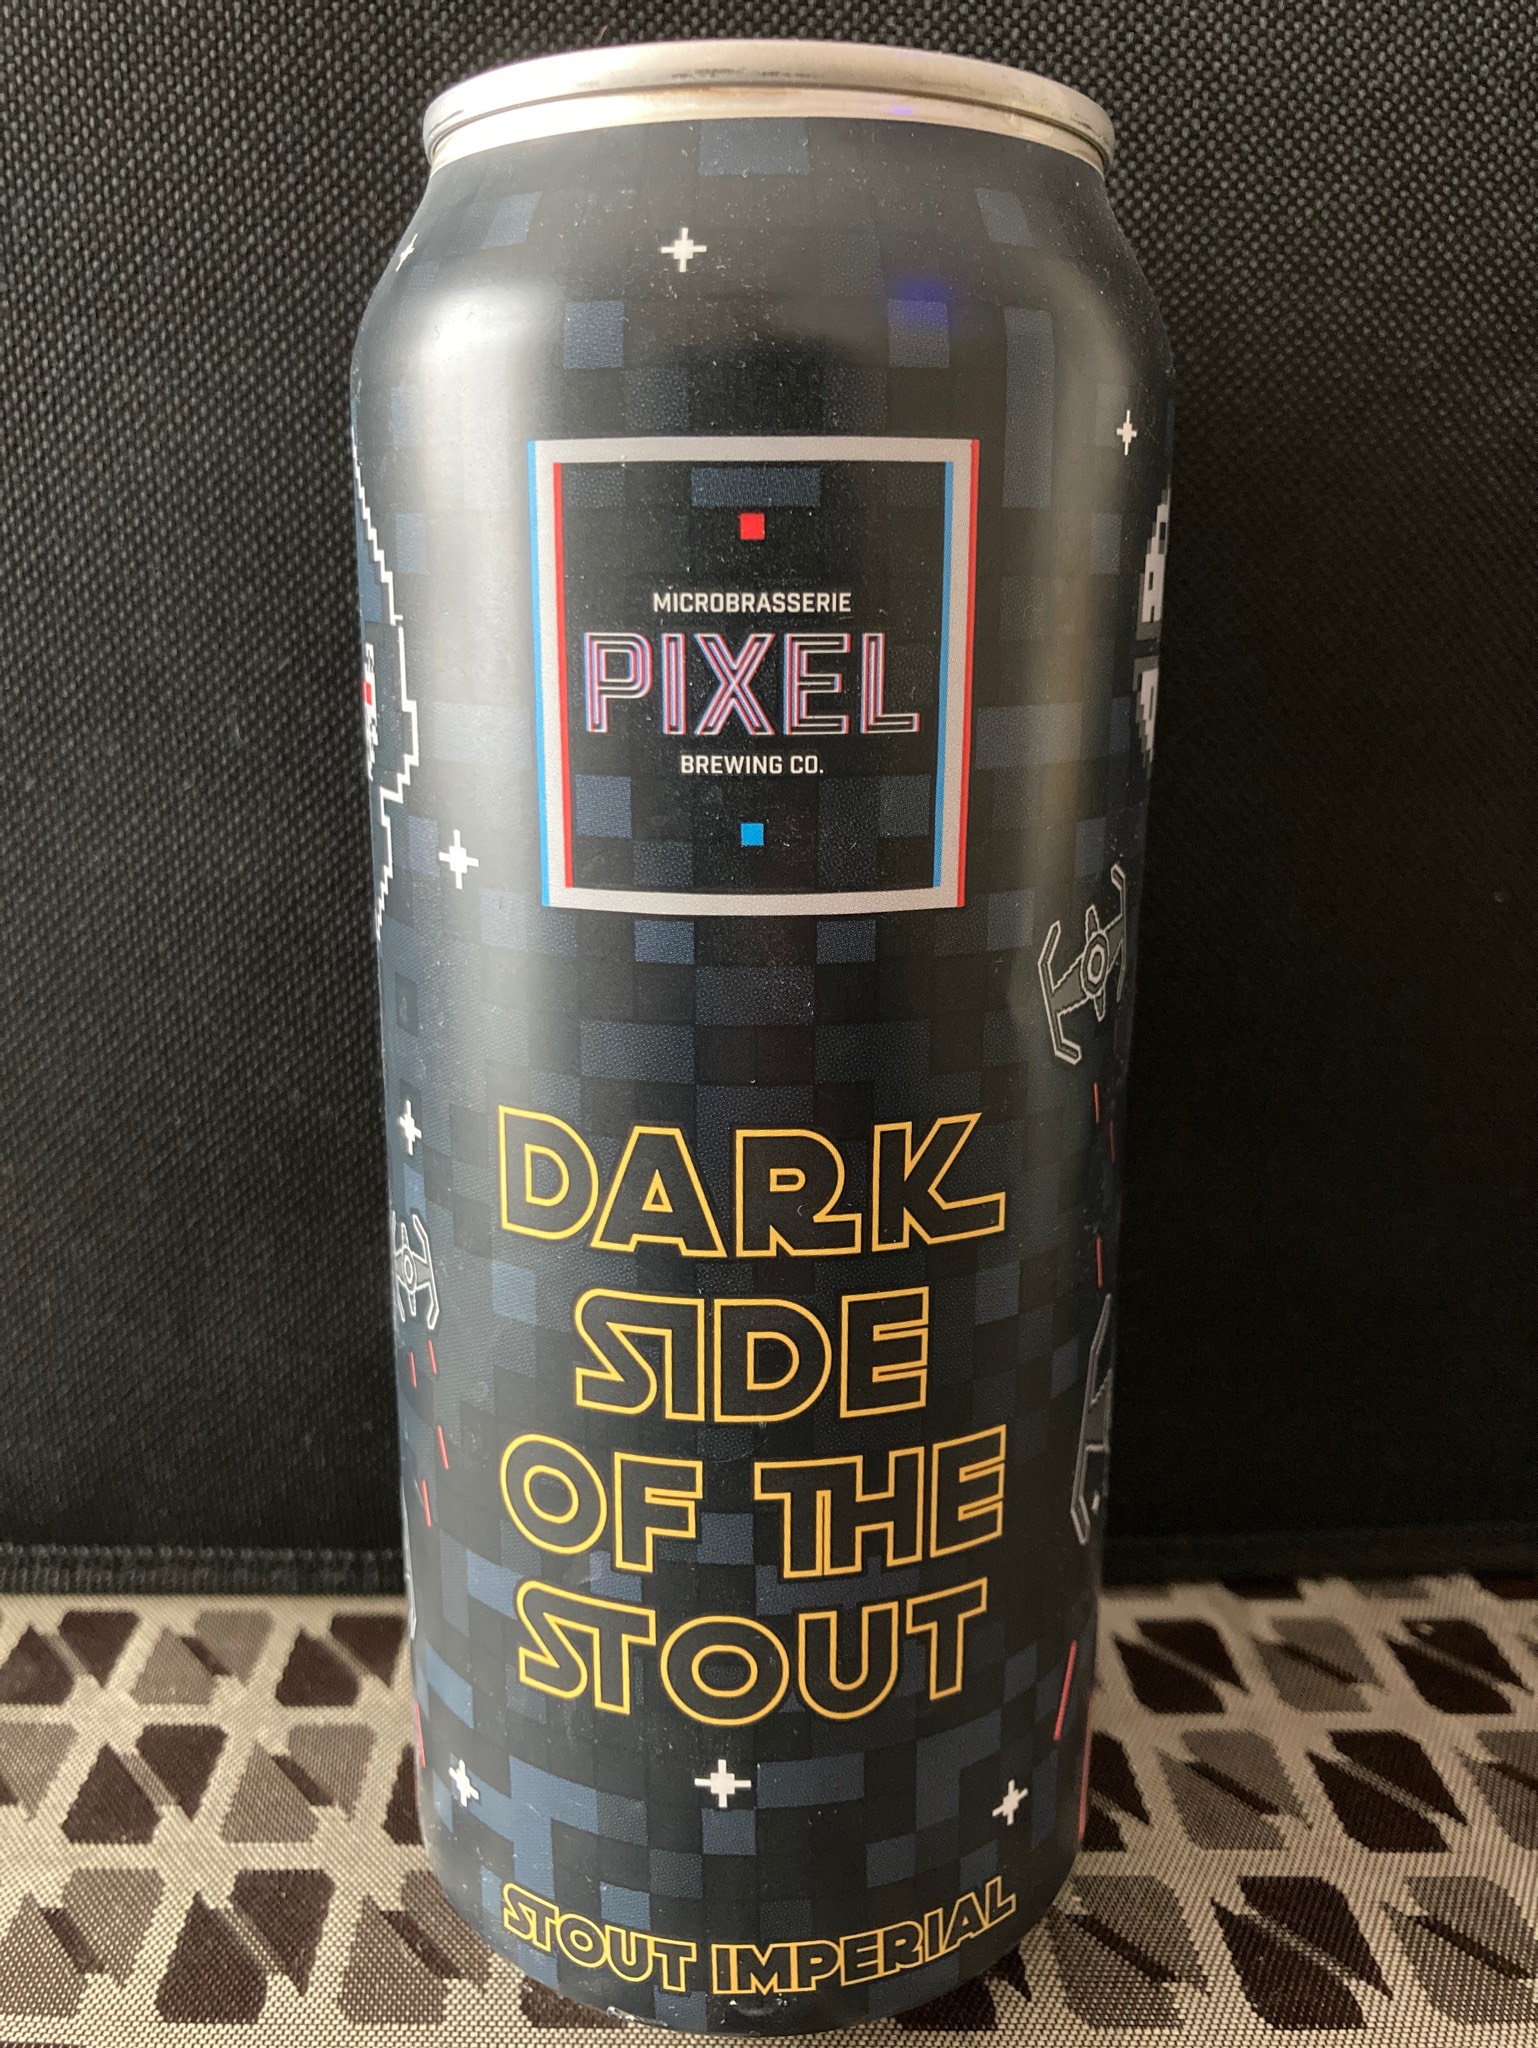 MICROBRASSERIE
PIXEL
BREWING CO.
DARK
SIDE
OF THE
STOUT
STOUT IMPERIAL